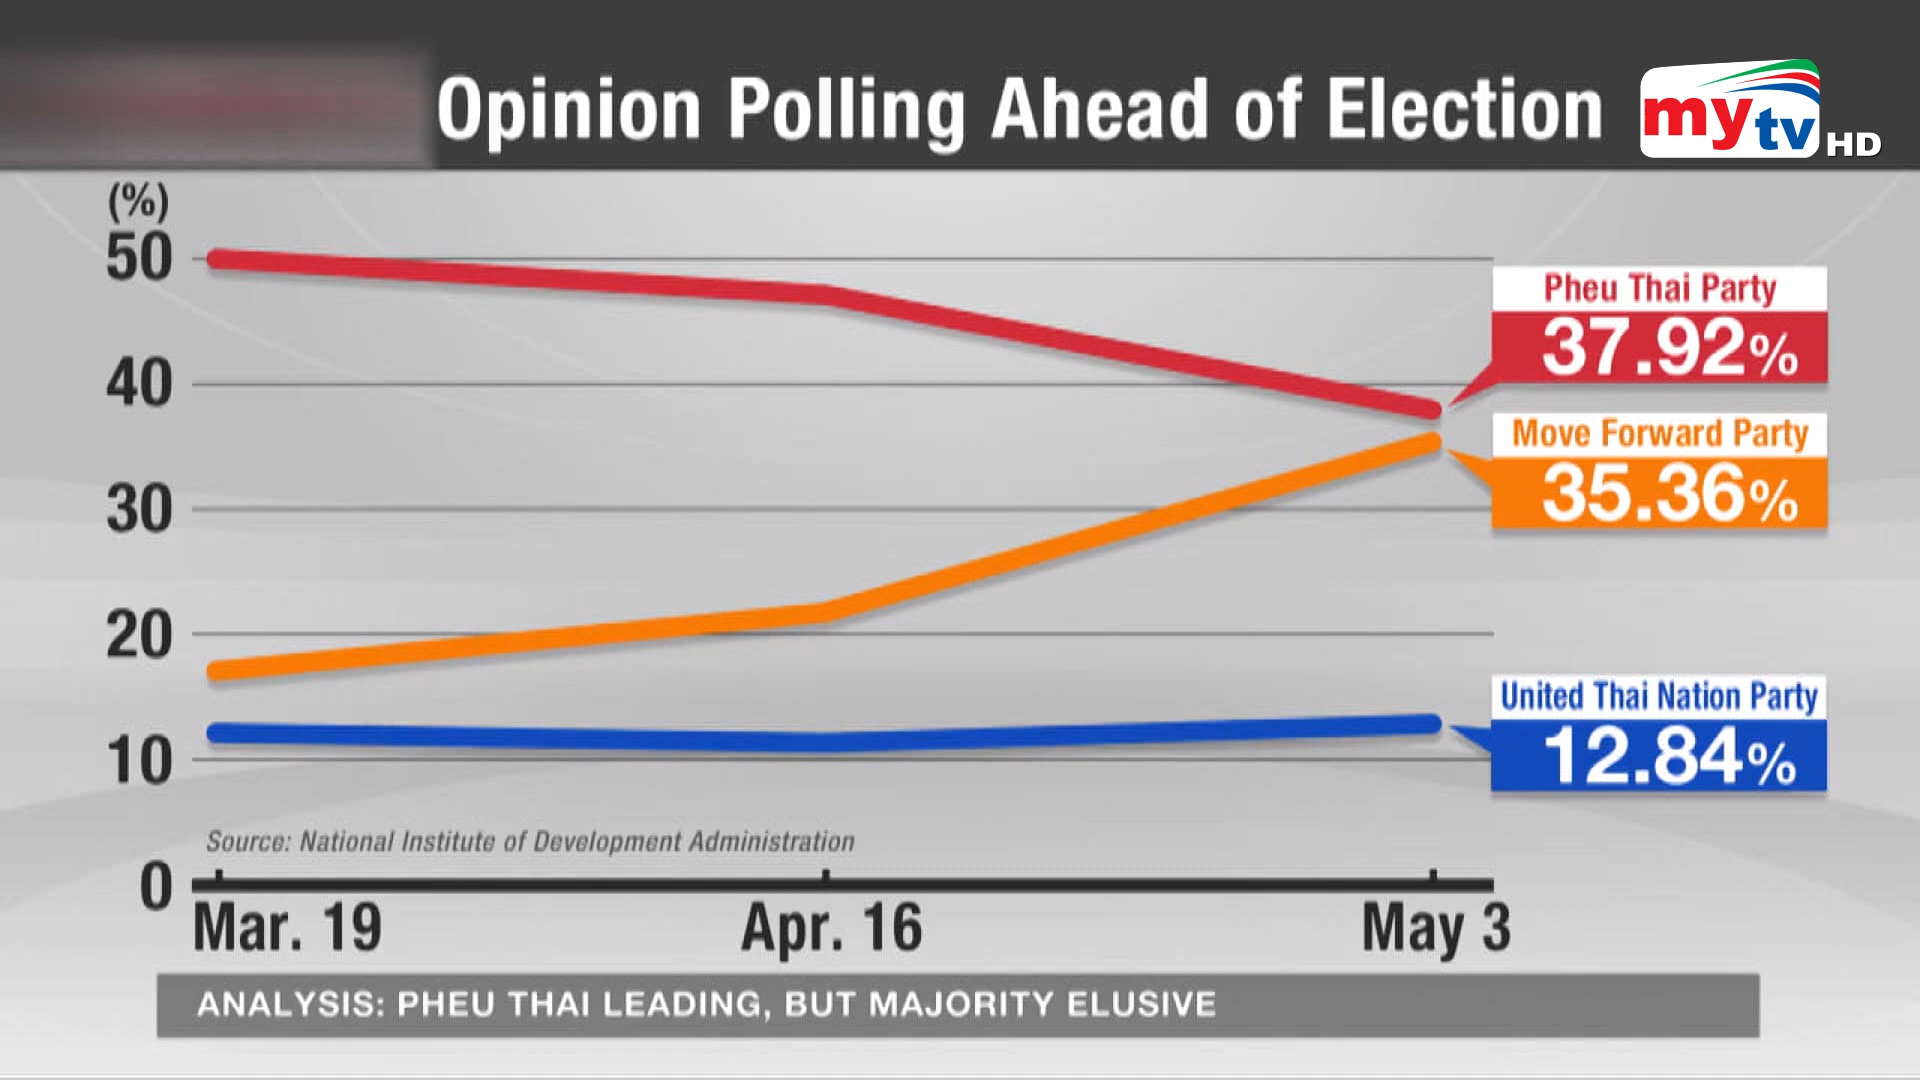 Opinion Polling Ahead of Election
mytv HD
(%)
50
40
30
20
10
0
Pheu Thai Party
37.92%
Move Forward Party
35.36%
United Thai Nation Party
12.84%
Source: National Institute of Development Administration
Mar. 19 Apr. 16 May 3
ANALYSIS: PHEU THAI LEADING, BUT MAJORITY ELUSIVE